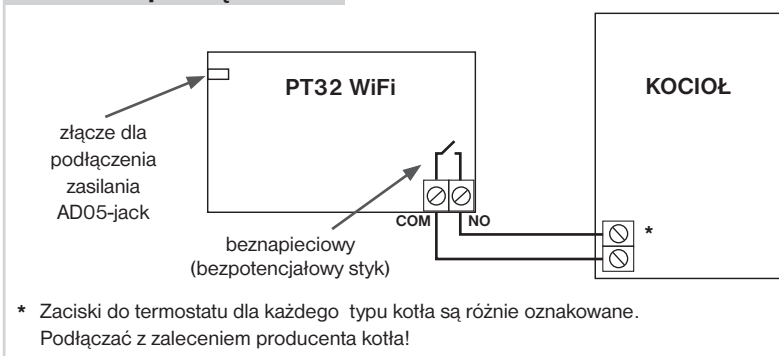 PT32 WiFi
KOCIOŁ
złącze dla
podłączenia
zasilania
AD05-jack
COM
NO
*
beznapieciowy
(bezpotencjałowy styk)
* Zaciski do termostatu dla każdego typu kotła są różnie oznakowane.
Podłączać z zaleceniem producenta kotła!